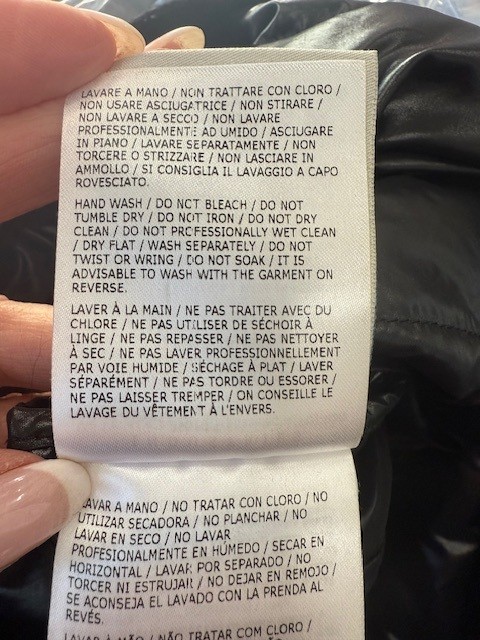 LAVARE A MANO / NON TRATTARE CON CLORO /
NON USARE ASCIUGATRICE / NON STIRARE /
NON LAVARE A SECCO / NON LAVARE
PROFESSIONALMENTE AD UMIDO / ASCIUGARE
IN PIANO / LAVARE SEPARATAMENTE / NON
TORCERE O STRIZZARE / NON LASCIARE IN
AMMOLLO / SI CONSIGLIA IL LAVAGGIO A CAPO
ROVESCIATO.
HAND WASH / DO NOT BLEACH / DO NOT
TUMBLE DRY / DO NOT IRON / DO NOT DRY
CLEAN / DO NOT PROFESSIONALLY WET CLEAN
/ DRY FLAT / WASH SEPARATELY / DO NOT
TWIST OR WRING / DO NOT SOAK / IT IS
ADVISABLE TO WASH WITH THE GARMENT ON
REVERSE.
LAVER À LA MAIN / NE PAS TRAITER AVEC DU
CHLORE / NE PAS UTILISER DE SÉCHOIR À
LINGE / NE PAS REPASSER / NE PAS NETTOYER
À SEC / NE PAS LAVER PROFESSIONNELLEMENT
PAR VOIE HUMIDE / SÉCHAGE À PLAT / LAVER
SÉPARÉMENT / NE PAS TORDRE OU ESSORER /
NE PAS LAISSER TREMPER / ON CONSEILLE LE
LAVAGE DU VÊTEMENT À L'ENVERS.
LAVAR A MANO / NO TRATAR CON CLORO / NO
UTILIZAR SECADORA / NO PLANCHAR / NO
LAVAR EN SECO / NO LAVAR
PROFESIONALMENTE EN HÚMEDO / SECAR EN
HORIZONTAL / LAVAR POR SEPARADO / NO
TORCER NI ESTRUJAR / NO DEJAR EN REMOJO /
SE ACONSEJA EL LAVADO CON LA PRENDA AL
REVÉS.
LAVAR À MÃO / NÃO TRATAR COM CLORO /